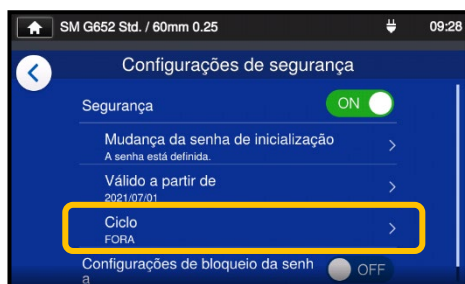 SM G652 Std. / 60mm 0.25 09:28
Configurações de segurança
Segurança ON
Mudança da senha de inicialização
A senha está definida.
Válido a partir de
2021/07/01
Ciclo
FORA
Configurações de bloqueio da senh OFF
a